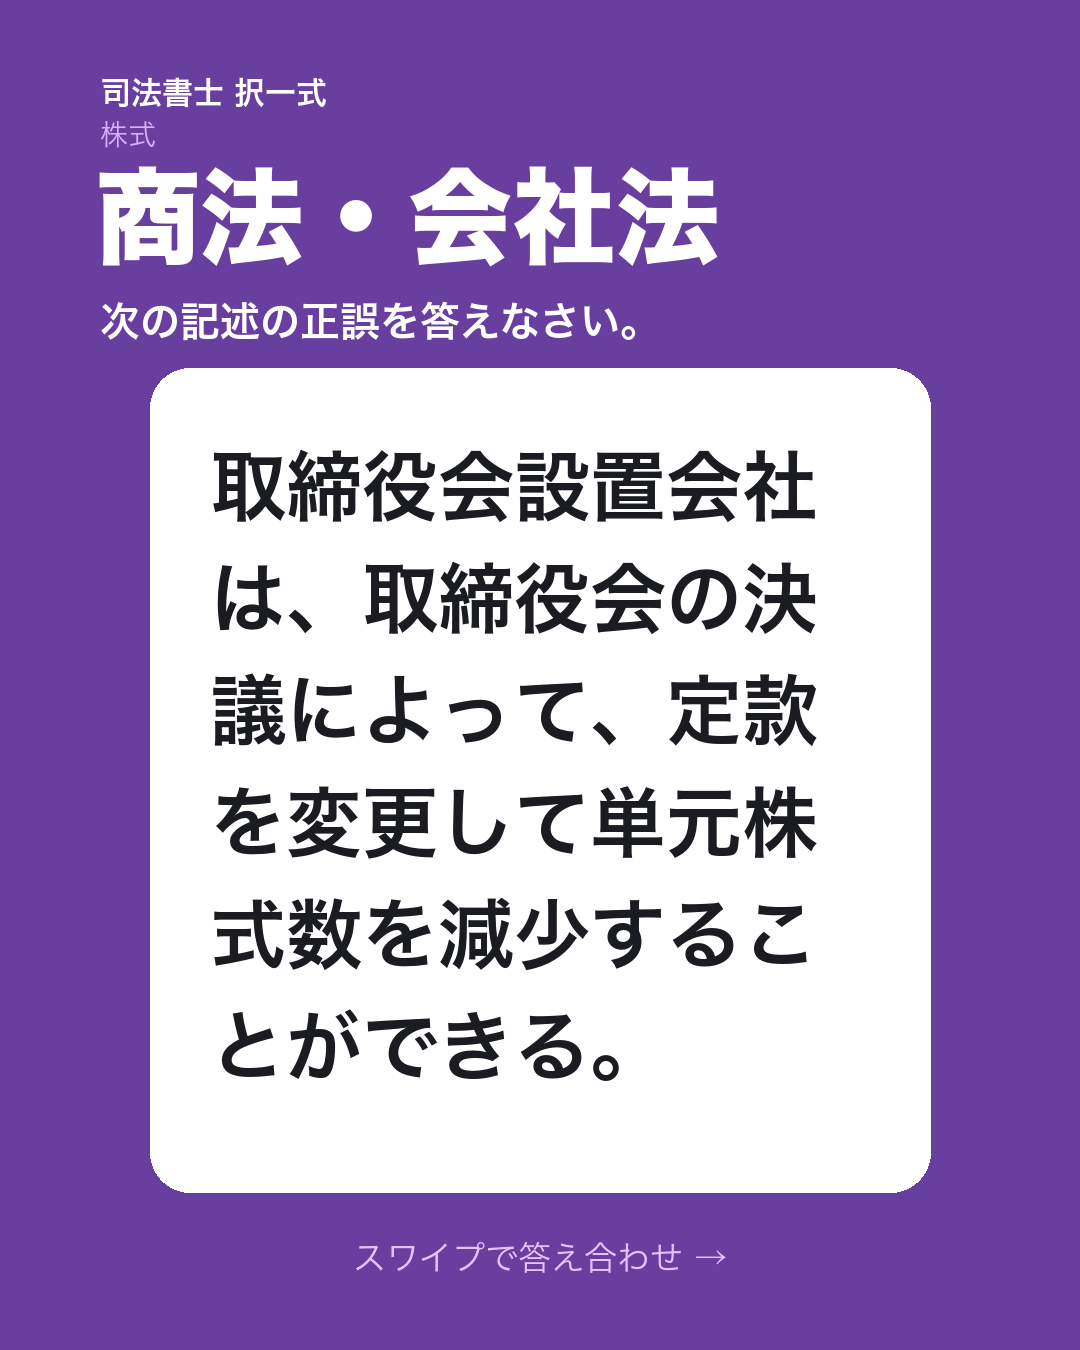 司法書士 択一式
株式
商法・会社法
次の記述の正誤を答えなさい。
取締役会設置会社
は、取締役会の決
議によって、定款
を変更して単元株
式数を減少するこ
とができる。
スワイプで答え合わせ →